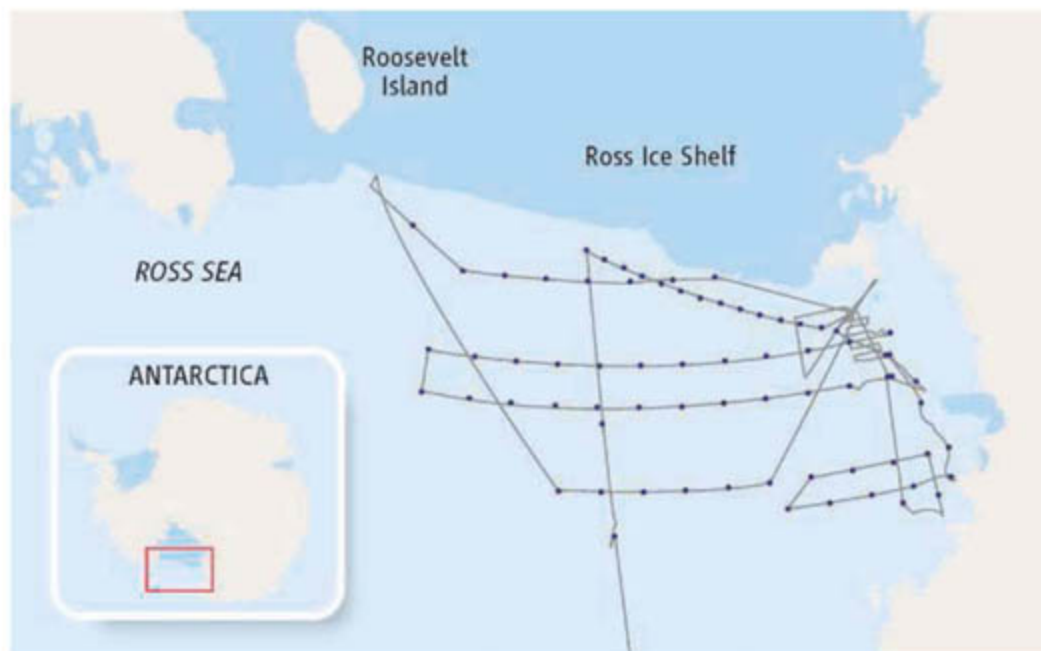 Roosevelt
Island
Ross Ice Shelf
ROSS SEA
ANTARCTICA